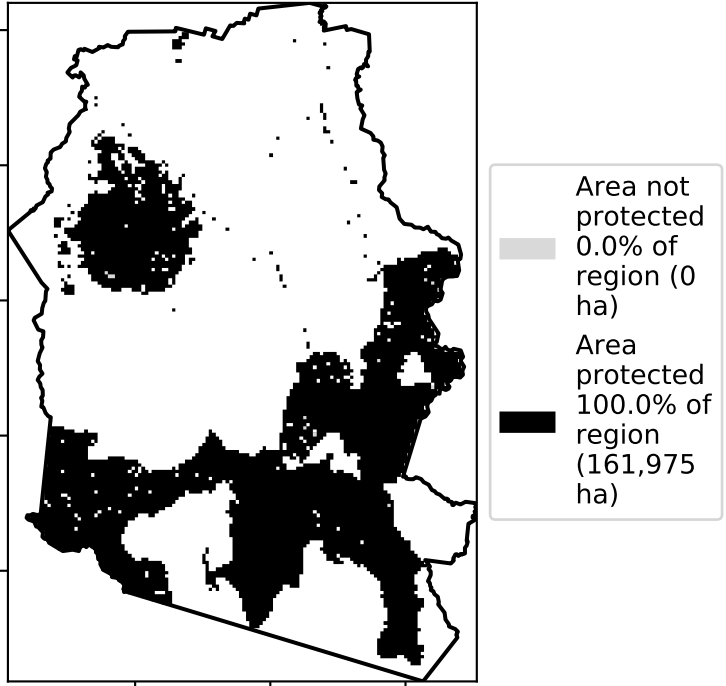 Area not
protected
0.0% of
region (0
ha)
Area
protected
100.0% of
region
(161,975
ha)